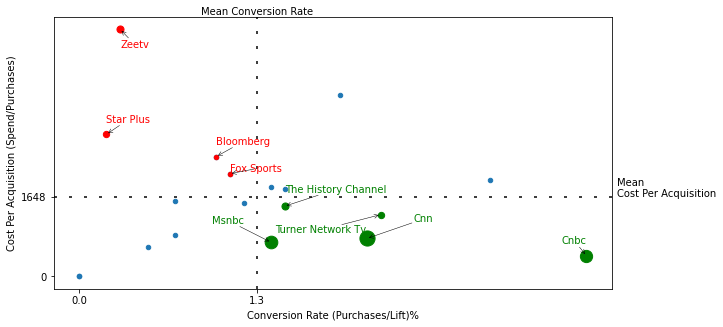 Mean Conversion Rate
Zeetv
Star Plus
Bloomberg
Fox Sports
The History Channel
Mean
Cost Per Acquisition
1648
Msnbc
Turner Network Tv
Cnn
Cnbc
0
0.0
1.3
Conversion Rate (Purchases/Lift)%
Cost Per Acquisition (Spend/Purchases)